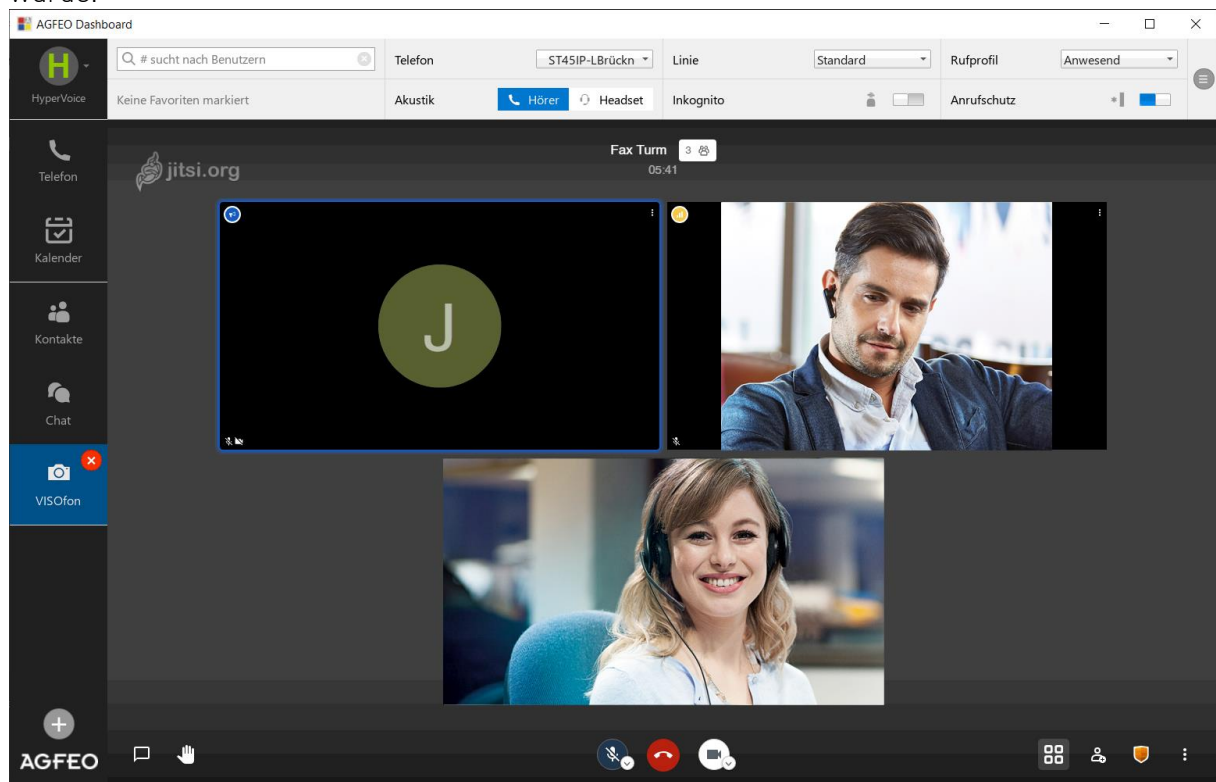 AGFEO Dashboard
H
HyperVoice
# sucht nach Benutzern
Telefon
ST45IP-LBrückn
Linie
Standard
Rufprofil
Anwesend
Keine Favoriten markiert
Akustik
Hörer
Headset
Inkognito
Anrufschutz
Telefon
Kalender
Kontakte
Chat
VISOfon
AGFEO
jitsi.org
Fax Turm 3
05:41
J